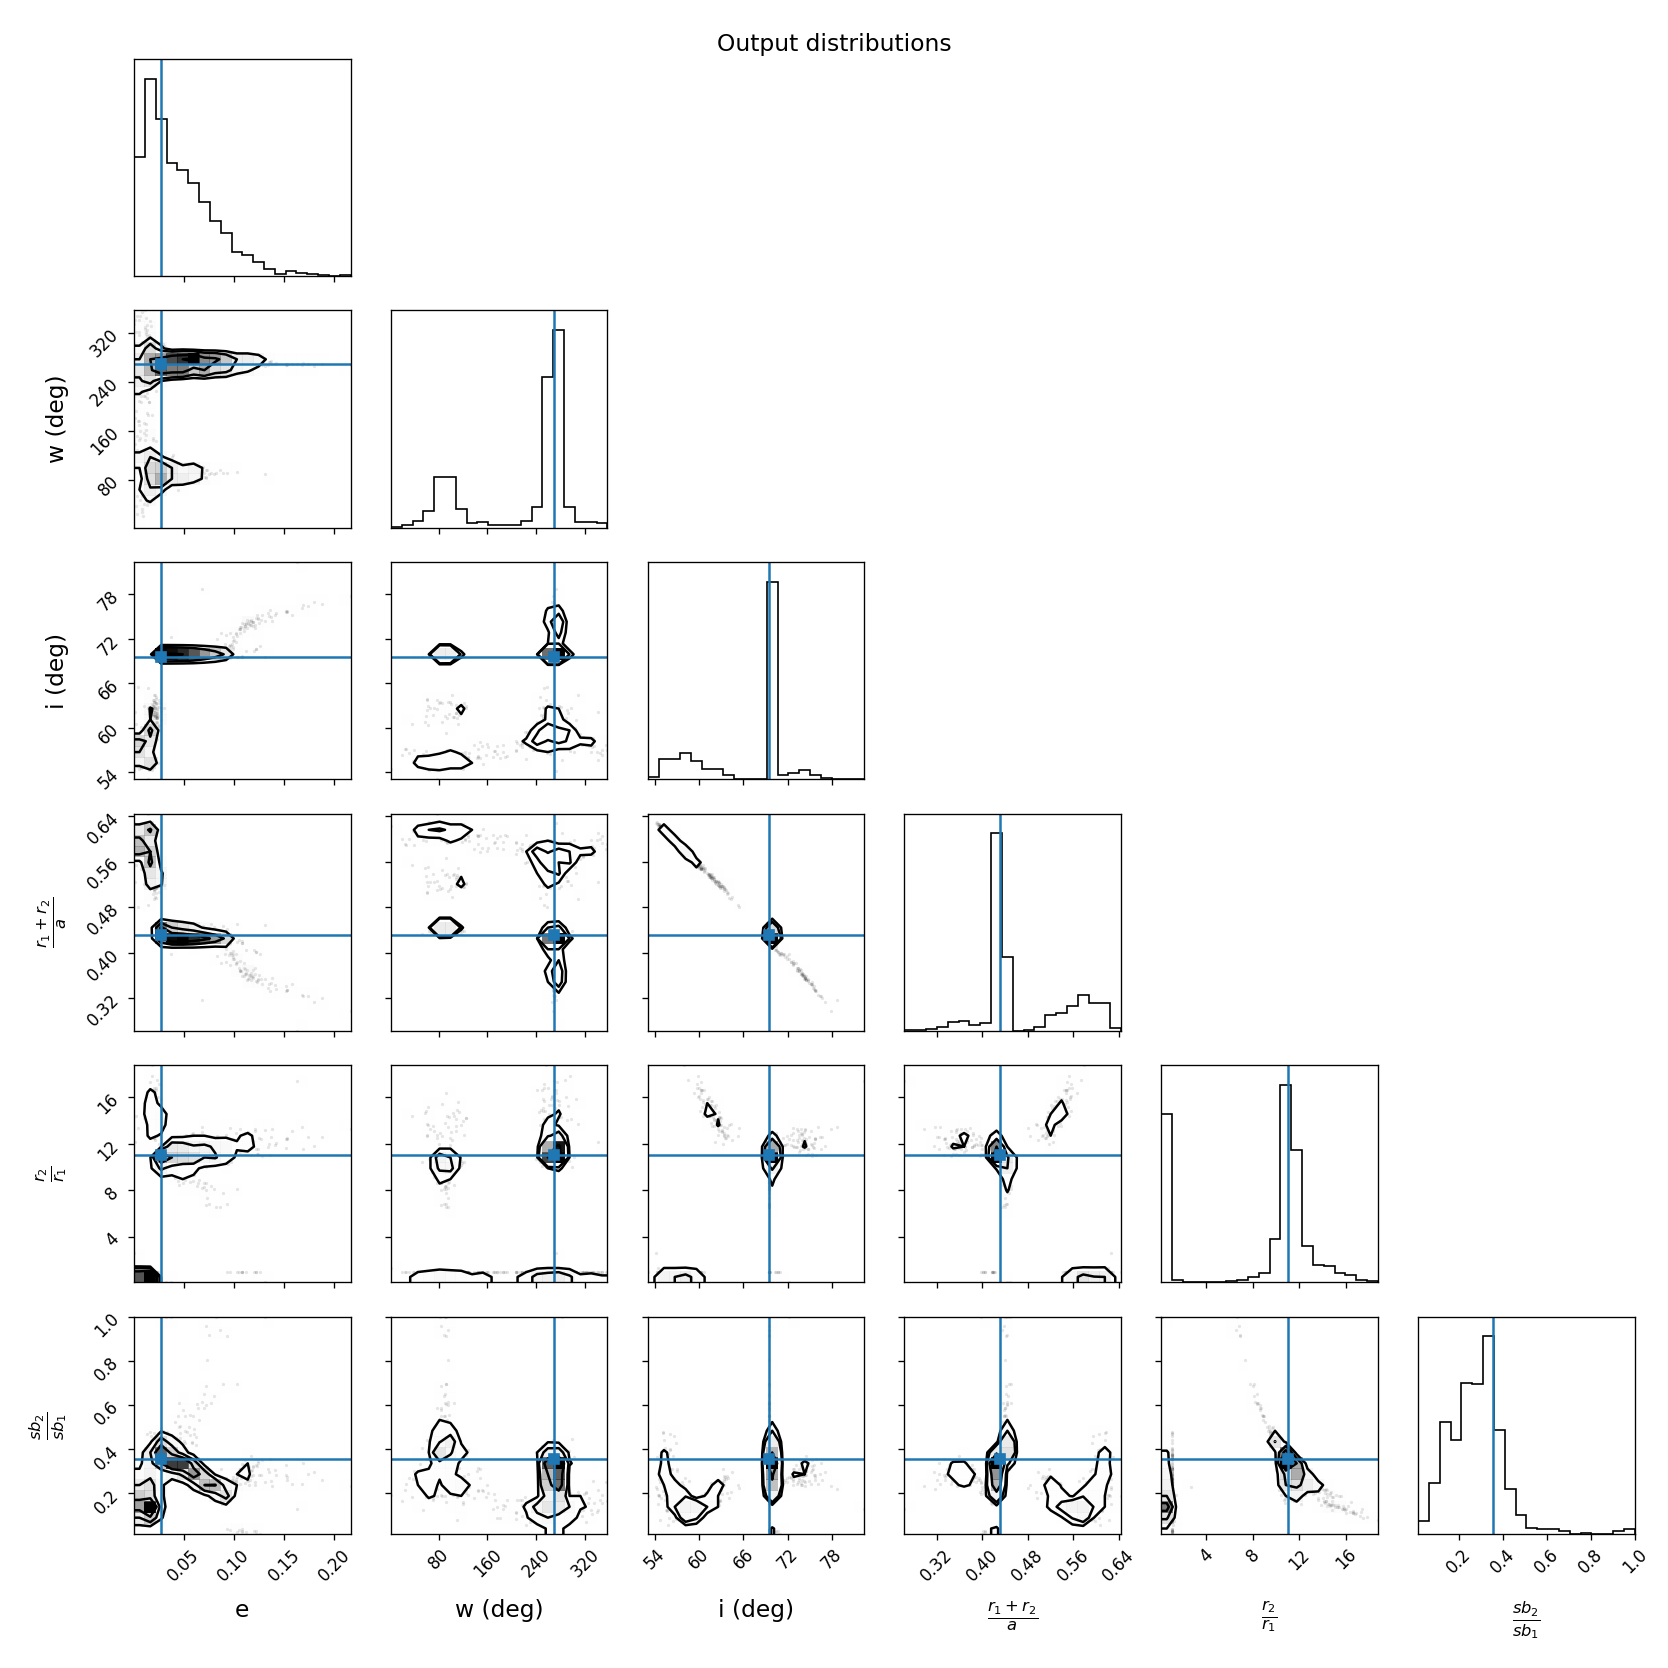 Output distributions
w (deg)
320
240
160
80
i (deg)
78
72
66
60
54
r₁ + r₂ / a
0.64
0.56
0.48
0.40
0.32
r₂ / r₁
16
12
8
4
sb₂ / sb₁
1.0
0.8
0.6
0.4
0.2
0.05 0.10 0.15 0.20 80 160 240 320 54 60 66 72 78 0.32 0.40 0.48 0.56 0.64 4 8 12 16 0.2 0.4 0.6 0.8 1.0
e w (deg) i (deg) r₁ + r₂ / a r₂ / r₁ sb₂ / sb₁